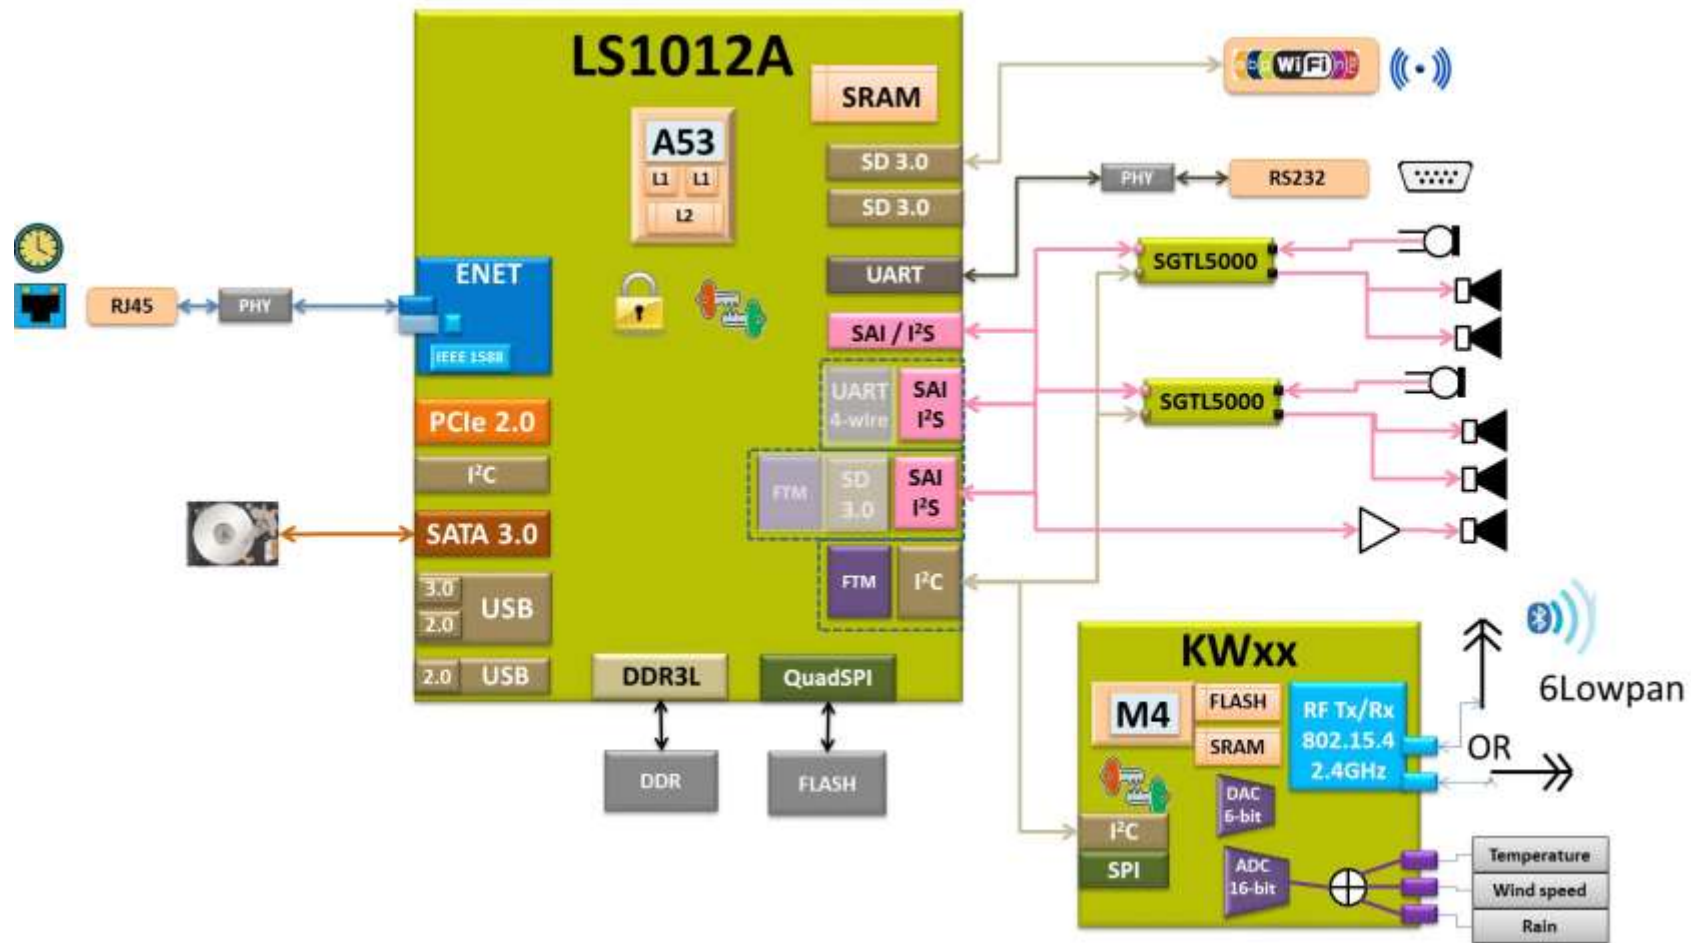 LS1012A
SRAM
A53
L1 L1
L2
SD 3.0
SD 3.0
WiFi
PHY
RS232
UART
ENET
IEEE 1588
RJ45
PHY
SGTL5000
SAI / I²S
UART
4-wire
SAI
I²S
SGTL5000
PCIe 2.0
I²C
FTM
SD
3.0
SAI
I²S
SATA 3.0
FTM
I²C
3.0
2.0
USB
2.0
USB
DDR3L
QuadSPI
DDR
FLASH
KWxx
M4
FLASH
SRAM
RF Tx/Rx
802.15.4
2.4GHz
6Lowpan
OR
DAC
6-bit
I²C
SPI
ADC
16-bit
Temperature
Wind speed
Rain